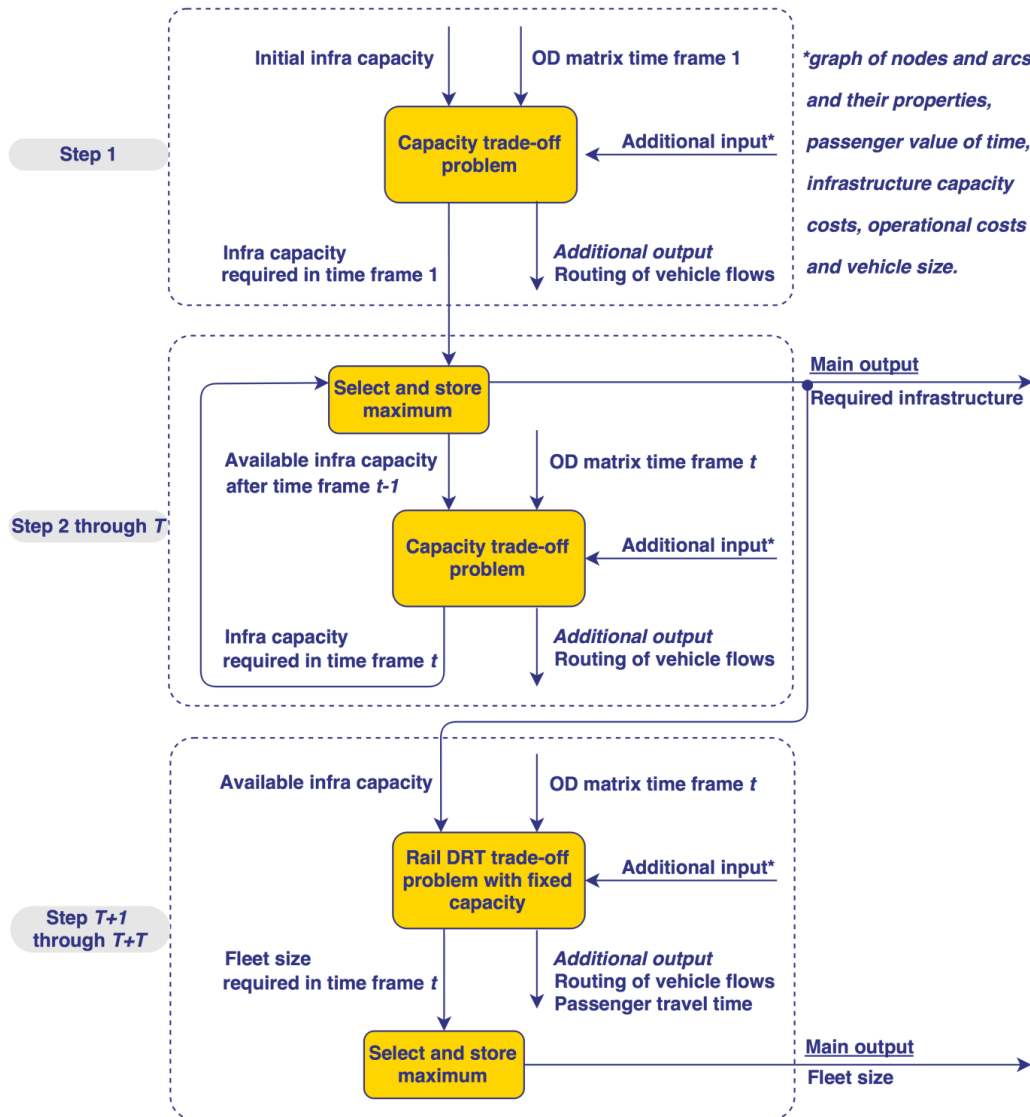 Initial infra capacity
OD matrix time frame 1
*graph of nodes and arcs
and their properties,
passenger value of time,
infrastructure capacity
costs, operational costs
and vehicle size.
Step 1
Capacity trade-off
problem
Additional input*
Infra capacity
required in time frame 1
Additional output
Routing of vehicle flows
Select and store
maximum
Main output
Required infrastructure
Available infra capacity
after time frame t-1
OD matrix time frame t
Step 2 through T
Capacity trade-off
problem
Additional input*
Infra capacity
required in time frame t
Additional output
Routing of vehicle flows
Available infra capacity
OD matrix time frame t
Rail DRT trade-off
problem with fixed
capacity
Additional input*
Step T+1
through T+T
Fleet size
required in time frame t
Additional output
Routing of vehicle flows
Passenger travel time
Select and store
maximum
Main output
Fleet size